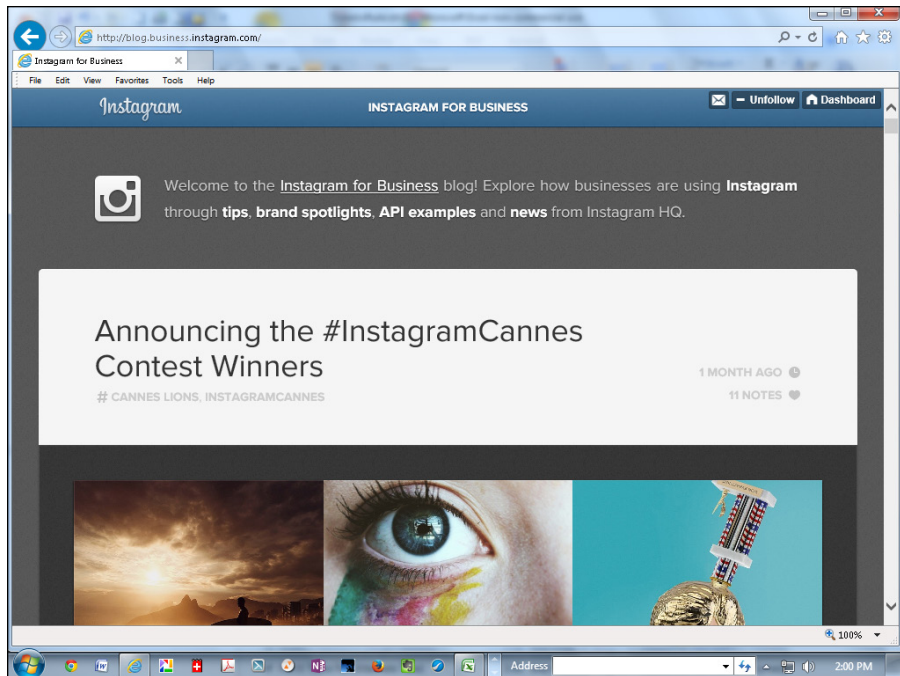 http://blog.business.instagram.com/
Instagram for Business
File Edit View Favorites Tools Help
Instagram
INSTAGRAM FOR BUSINESS
Unfollow
Dashboard
Welcome to the Instagram for Business blog! Explore how businesses are using Instagram
through tips, brand spotlights, API examples and news from Instagram HQ.
Announcing the #InstagramCannes
Contest Winners
1 MONTH AGO
# CANNES LIONS, INSTAGRAMCANNES
11 NOTES
100%
Address
2:00 PM